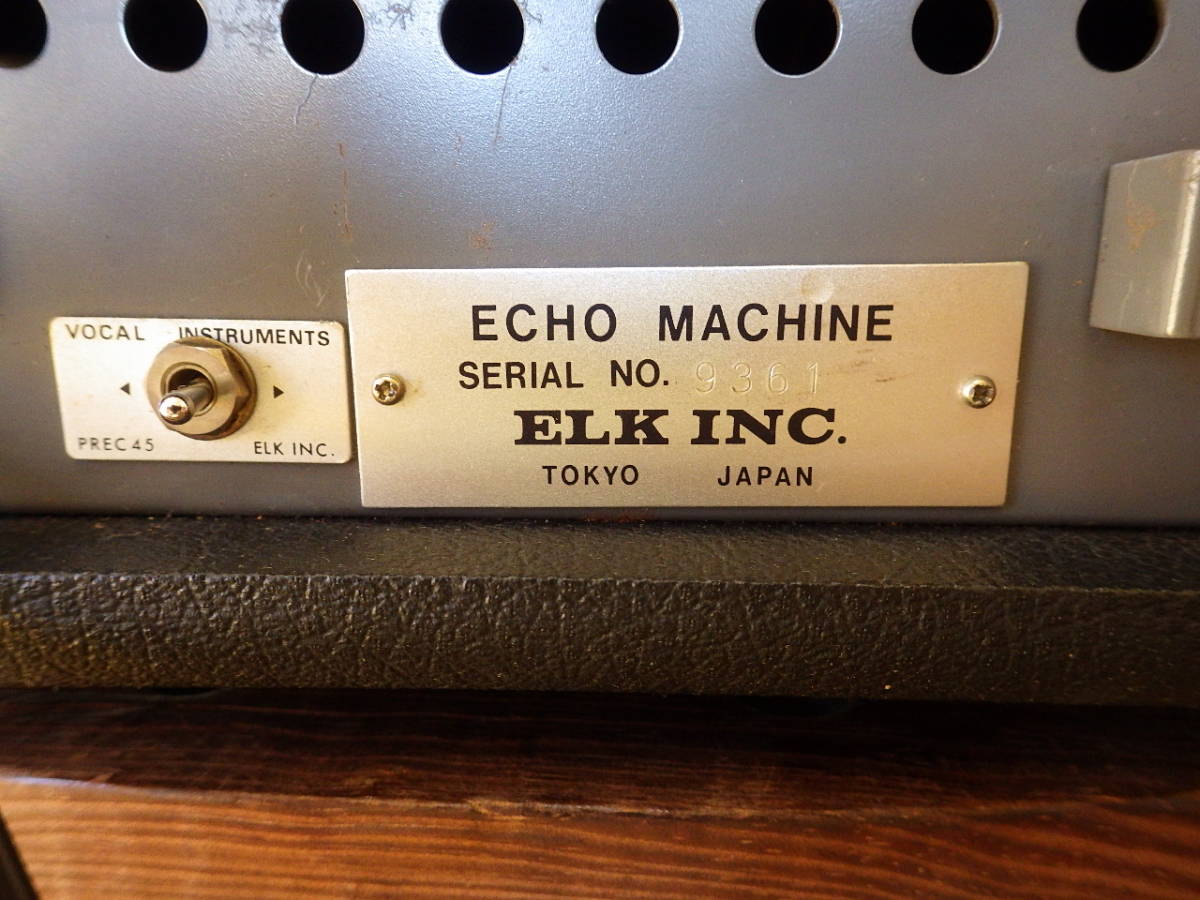 VOCAL INSTRUMENTS
◀ ▶
PREC45 ELK INC.
ECHO MACHINE
SERIAL NO. 9361
ELK INC.
TOKYO JAPAN